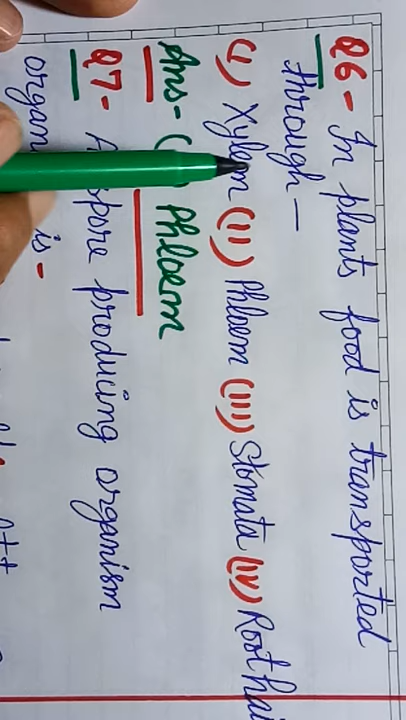 Q6- In plants food is transported
through-
(i) Xylem (ii) Phloem (iii) Stomata (iv) Root hai
Ans- ( Phloem
Q7- A spore producing organism
organ is-